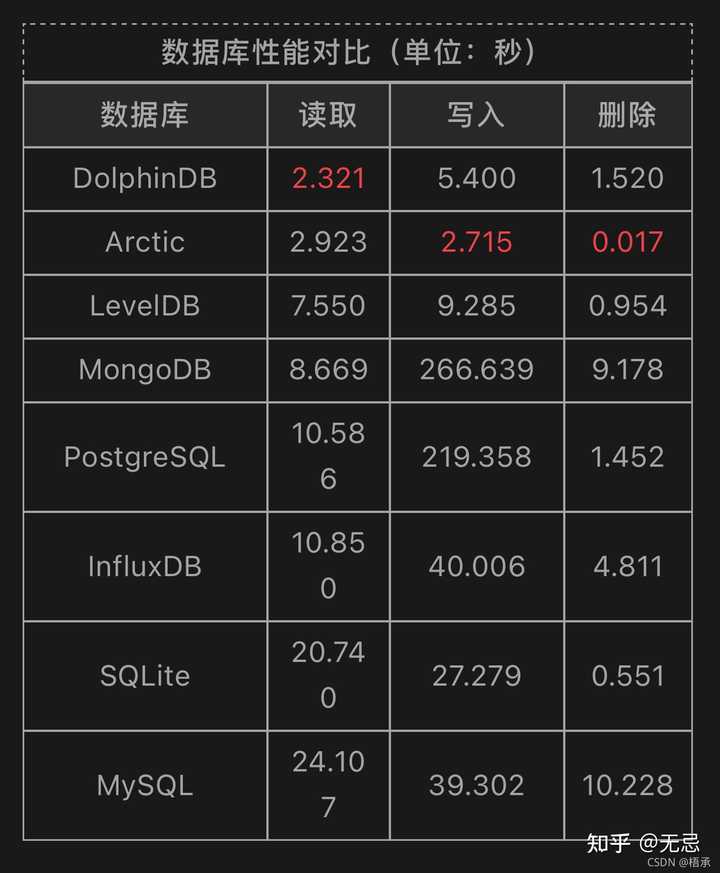 数据库性能对比（单位：秒）
数据库 读取 写入 删除
DolphinDB 2.321 5.400 1.520
Arctic 2.923 2.715 0.017
LevelDB 7.550 9.285 0.954
MongoDB 8.669 266.639 9.178
PostgreSQL 10.586 219.358 1.452
InfluxDB 10.850 40.006 4.811
SQLite 20.740 27.279 0.551
MySQL 24.107 39.302 10.228
知乎 @无忌
CSDN @梧承